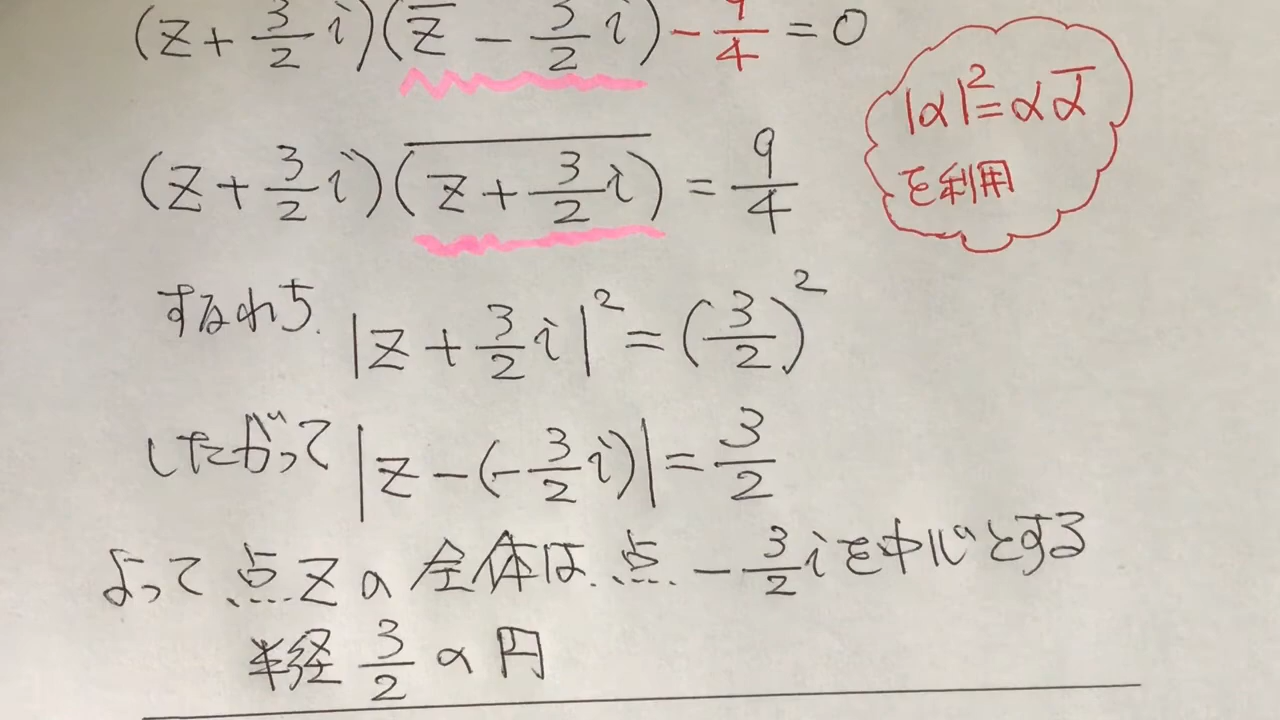 (z + 3/2 i)(z̅ − 3/2 i) − 9/4 = 0
|α|² = αα̅
を利用
(z + 3/2 i)(z + 3/2 i)̅ = 9/4
すなわち |z + 3/2 i|² = (3/2)²
したがって |z − (−3/2 i)| = 3/2
よって 点zの全体は 点 −3/2 i を中心とする
半径 3/2 の円